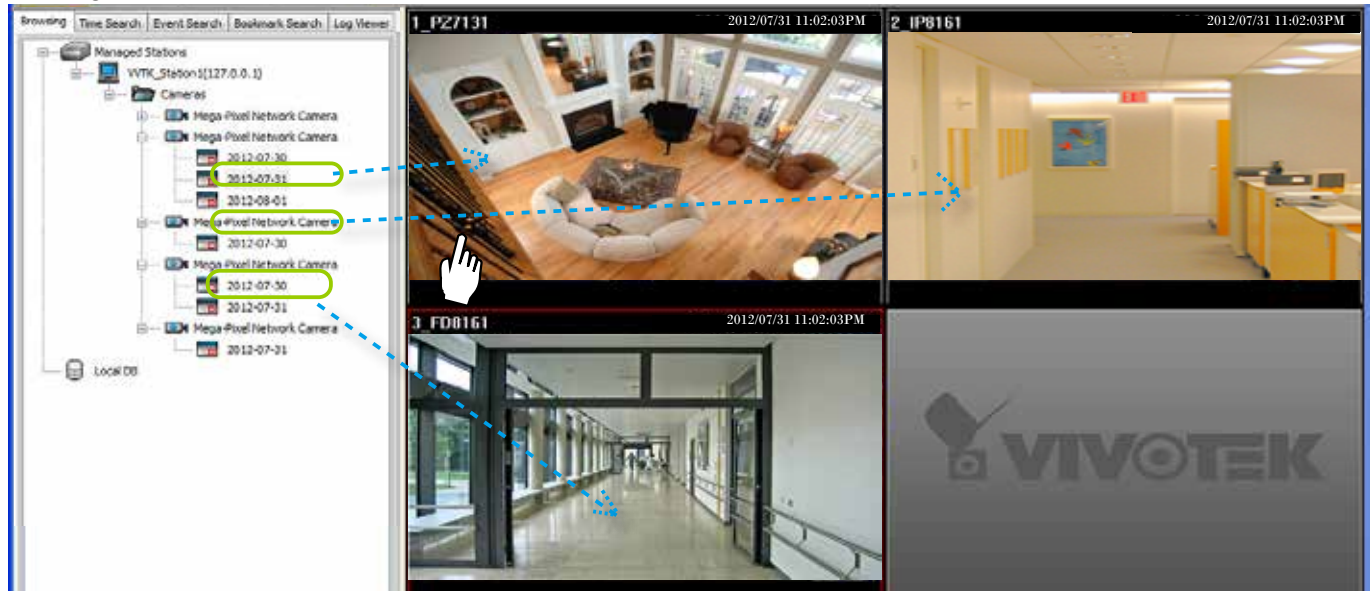 Browsing Time Search Event Search Bookmark Search Log Viewer
Managed Stations
VVTK_Station1(127.0.0.1)
Cameras
Mega-Pixel Network Camera
Mega-Pixel Network Camera
2012-07-30
2012-07-31
2012-08-01
Mega-Pixel Network Camera
2012-07-30
Mega-Pixel Network Camera
2012-07-30
2012-07-31
Mega-Pixel Network Camera
2012-07-31
Local DB
1_PZ7131 2012/07/31 11:02:03PM
2_IP8161 2012/07/31 11:02:03PM
3_FD8161 2012/07/31 11:02:03PM
VIVOTEK